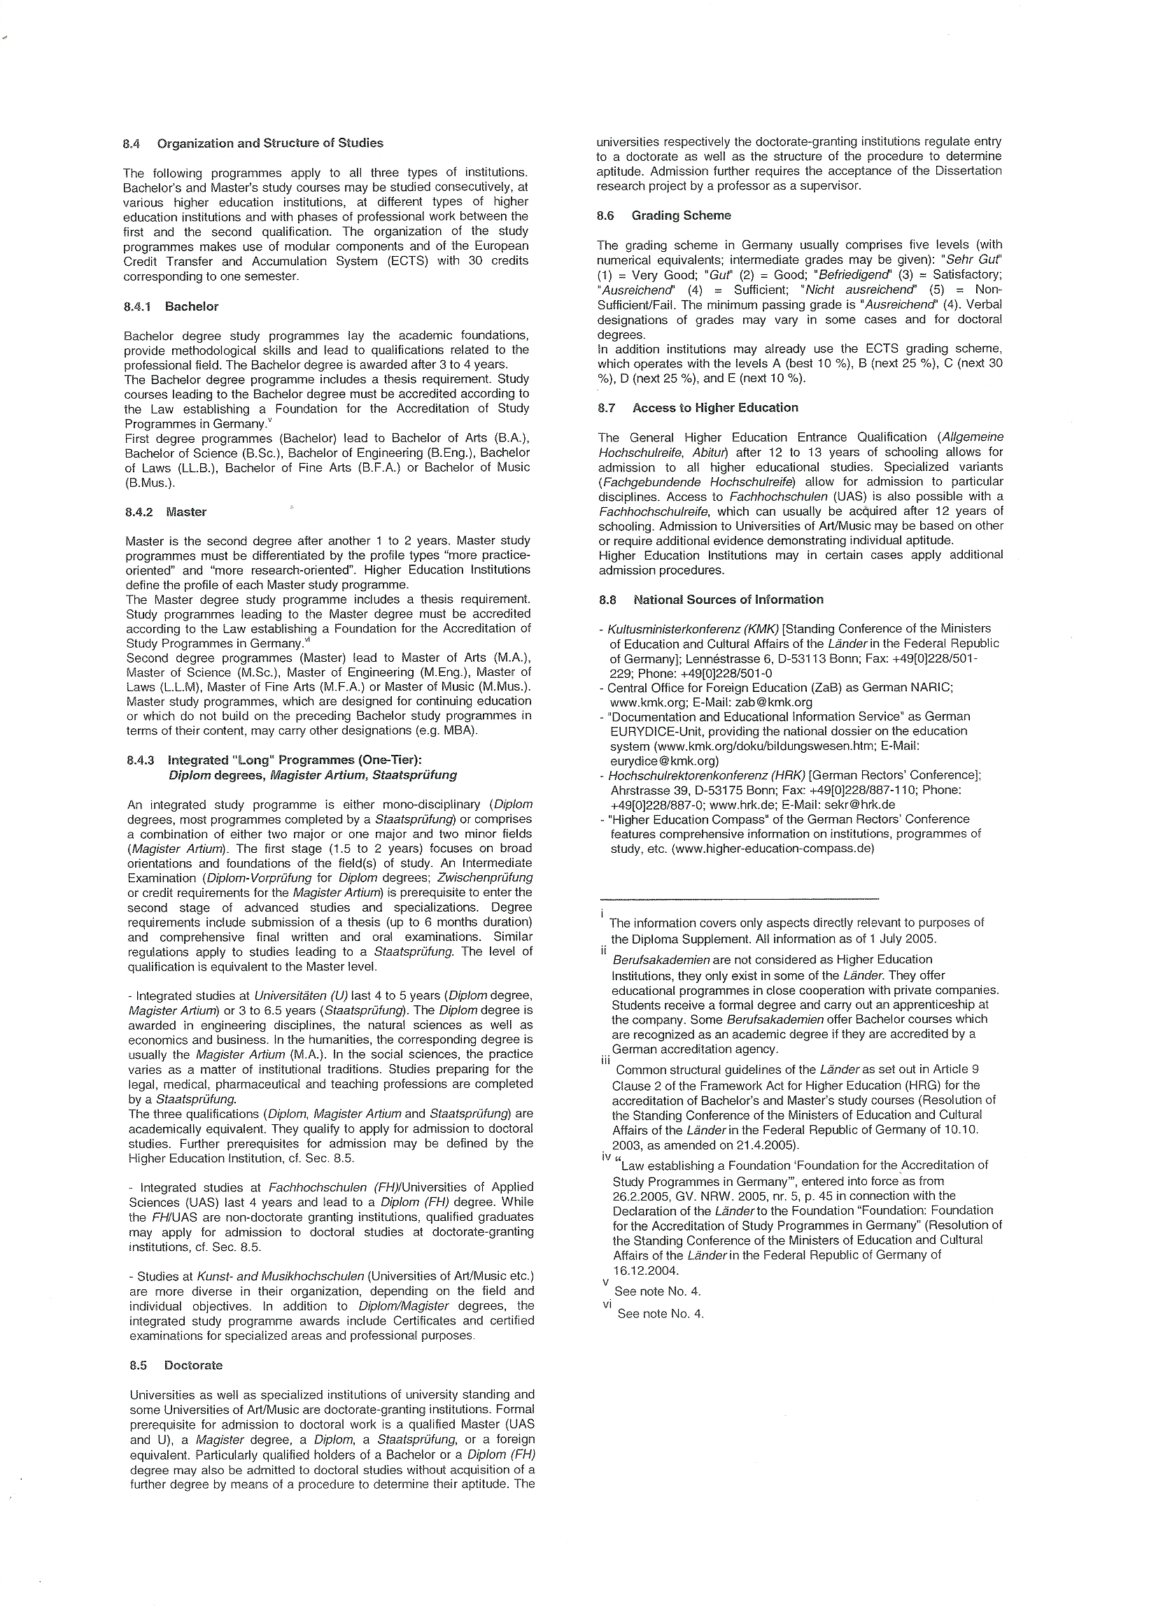 8.4 Organization and Structure of Studies
The following programmes apply to all three types of institutions.
Bachelor's and Master's study courses may be studied consecutively, at
various higher education institutions, at different types of higher
education institutions and with phases of professional work between the
first and the second qualification. The organization of the study
programmes makes use of modular components and of the European
Credit Transfer and Accumulation System (ECTS) with 30 credits
corresponding to one semester.
8.4.1 Bachelor
Bachelor degree study programmes lay the academic foundations,
provide methodological skills and lead to qualifications related to the
professional field. The Bachelor degree is awarded after 3 to 4 years.
The Bachelor degree programme includes a thesis requirement. Study
courses leading to the Bachelor degree must be accredited according to
the Law establishing a Foundation for the Accreditation of Study
Programmes in Germany.v
First degree programmes (Bachelor) lead to Bachelor of Arts (B.A.),
Bachelor of Science (B.Sc.), Bachelor of Engineering (B.Eng.), Bachelor
of Laws (LL.B.), Bachelor of Fine Arts (B.F.A.) or Bachelor of Music
(B.Mus.).
8.4.2 Master
Master is the second degree after another 1 to 2 years. Master study
programmes must be differentiated by the profile types “more practice-
oriented” and “more research-oriented”. Higher Education Institutions
define the profile of each Master study programme.
The Master degree study programme includes a thesis requirement.
Study programmes leading to the Master degree must be accredited
according to the Law establishing a Foundation for the Accreditation of
Study Programmes in Germany.vi
Second degree programmes (Master) lead to Master of Arts (M.A.),
Master of Science (M.Sc.), Master of Engineering (M.Eng.), Master of
Laws (L.L.M), Master of Fine Arts (M.F.A.) or Master of Music (M.Mus.).
Master study programmes, which are designed for continuing education
or which do not build on the preceding Bachelor study programmes in
terms of their content, may carry other designations (e.g. MBA).
8.4.3 Integrated "Long" Programmes (One-Tier):
Diplom degrees, Magister Artium, Staatsprüfung
An integrated study programme is either mono-disciplinary (Diplom
degrees, most programmes completed by a Staatsprüfung) or comprises
a combination of either two major or one major and two minor fields
(Magister Artium). The first stage (1.5 to 2 years) focuses on broad
orientations and foundations of the field(s) of study. An Intermediate
Examination (Diplom-Vorprüfung for Diplom degrees; Zwischenprüfung
or credit requirements for the Magister Artium) is prerequisite to enter the
second stage of advanced studies and specializations. Degree
requirements include submission of a thesis (up to 6 months duration)
and comprehensive final written and oral examinations. Similar
regulations apply to studies leading to a Staatsprüfung. The level of
qualification is equivalent to the Master level.
- Integrated studies at Universitäten (U) last 4 to 5 years (Diplom degree,
Magister Artium) or 3 to 6.5 years (Staatsprüfung). The Diplom degree is
awarded in engineering disciplines, the natural sciences as well as
economics and business. In the humanities, the corresponding degree is
usually the Magister Artium (M.A.). In the social sciences, the practice
varies as a matter of institutional traditions. Studies preparing for the
legal, medical, pharmaceutical and teaching professions are completed
by a Staatsprüfung.
The three qualifications (Diplom, Magister Artium and Staatsprüfung) are
academically equivalent. They qualify to apply for admission to doctoral
studies. Further prerequisites for admission may be defined by the
Higher Education Institution, cf. Sec. 8.5.
- Integrated studies at Fachhochschulen (FH)/Universities of Applied
Sciences (UAS) last 4 years and lead to a Diplom (FH) degree. While
the FH/UAS are non-doctorate granting institutions, qualified graduates
may apply for admission to doctoral studies at doctorate-granting
institutions, cf. Sec. 8.5.
- Studies at Kunst- and Musikhochschulen (Universities of Art/Music etc.)
are more diverse in their organization, depending on the field and
individual objectives. In addition to Diplom/Magister degrees, the
integrated study programme awards include Certificates and certified
examinations for specialized areas and professional purposes.
8.5 Doctorate
Universities as well as specialized institutions of university standing and
some Universities of Art/Music are doctorate-granting institutions. Formal
prerequisite for admission to doctoral work is a qualified Master (UAS
and U), a Magister degree, a Diplom, a Staatsprüfung, or a foreign
equivalent. Particularly qualified holders of a Bachelor or a Diplom (FH)
degree may also be admitted to doctoral studies without acquisition of a
further degree by means of a procedure to determine their aptitude. The
universities respectively the doctorate-granting institutions regulate entry
to a doctorate as well as the structure of the procedure to determine
aptitude. Admission further requires the acceptance of the Dissertation
research project by a professor as a supervisor.
8.6 Grading Scheme
The grading scheme in Germany usually comprises five levels (with
numerical equivalents; intermediate grades may be given): "Sehr Gut"
(1) = Very Good; "Gut" (2) = Good; "Befriedigend" (3) = Satisfactory;
"Ausreichend" (4) = Sufficient; "Nicht ausreichend" (5) = Non-
Sufficient/Fail. The minimum passing grade is "Ausreichend" (4). Verbal
designations of grades may vary in some cases and for doctoral
degrees.
In addition institutions may already use the ECTS grading scheme,
which operates with the levels A (best 10 %), B (next 25 %), C (next 30
%), D (next 25 %), and E (next 10 %).
8.7 Access to Higher Education
The General Higher Education Entrance Qualification (Allgemeine
Hochschulreife, Abitur) after 12 to 13 years of schooling allows for
admission to all higher educational studies. Specialized variants
(Fachgebundende Hochschulreife) allow for admission to particular
disciplines. Access to Fachhochschulen (UAS) is also possible with a
Fachhochschulreife, which can usually be acquired after 12 years of
schooling. Admission to Universities of Art/Music may be based on other
or require additional evidence demonstrating individual aptitude.
Higher Education Institutions may in certain cases apply additional
admission procedures.
8.8 National Sources of Information
- Kultusministerkonferenz (KMK) [Standing Conference of the Ministers
of Education and Cultural Affairs of the Länder in the Federal Republic
of Germany]; Lennéstrasse 6, D-53113 Bonn; Fax: +49[0]228/501-
229; Phone: +49[0]228/501-0
- Central Office for Foreign Education (ZaB) as German NARIC;
www.kmk.org; E-Mail: zab@kmk.org
- "Documentation and Educational Information Service" as German
EURYDICE-Unit, providing the national dossier on the education
system (www.kmk.org/doku/bildungswesen.htm; E-Mail:
eurydice@kmk.org)
- Hochschulrektorenkonferenz (HRK) [German Rectors' Conference];
Ahrstrasse 39, D-53175 Bonn; Fax: +49[0]228/887-110; Phone:
+49[0]228/887-0; www.hrk.de; E-Mail: sekr@hrk.de
- "Higher Education Compass" of the German Rectors' Conference
features comprehensive information on institutions, programmes of
study, etc. (www.higher-education-compass.de)
i The information covers only aspects directly relevant to purposes of
the Diploma Supplement. All information as of 1 July 2005.
ii Berufsakademien are not considered as Higher Education
Institutions, they only exist in some of the Länder. They offer
educational programmes in close cooperation with private companies.
Students receive a formal degree and carry out an apprenticeship at
the company. Some Berufsakademien offer Bachelor courses which
are recognized as an academic degree if they are accredited by a
German accreditation agency.
iii Common structural guidelines of the Länder as set out in Article 9
Clause 2 of the Framework Act for Higher Education (HRG) for the
accreditation of Bachelor's and Master's study courses (Resolution of
the Standing Conference of the Ministers of Education and Cultural
Affairs of the Länder in the Federal Republic of Germany of 10.10.
2003, as amended on 21.4.2005).
iv “Law establishing a Foundation ‘Foundation for the Accreditation of
Study Programmes in Germany’”, entered into force as from
26.2.2005, GV. NRW. 2005, nr. 5, p. 45 in connection with the
Declaration of the Länder to the Foundation “Foundation: Foundation
for the Accreditation of Study Programmes in Germany” (Resolution of
the Standing Conference of the Ministers of Education and Cultural
Affairs of the Länder in the Federal Republic of Germany of
16.12.2004.
v See note No. 4.
vi See note No. 4.